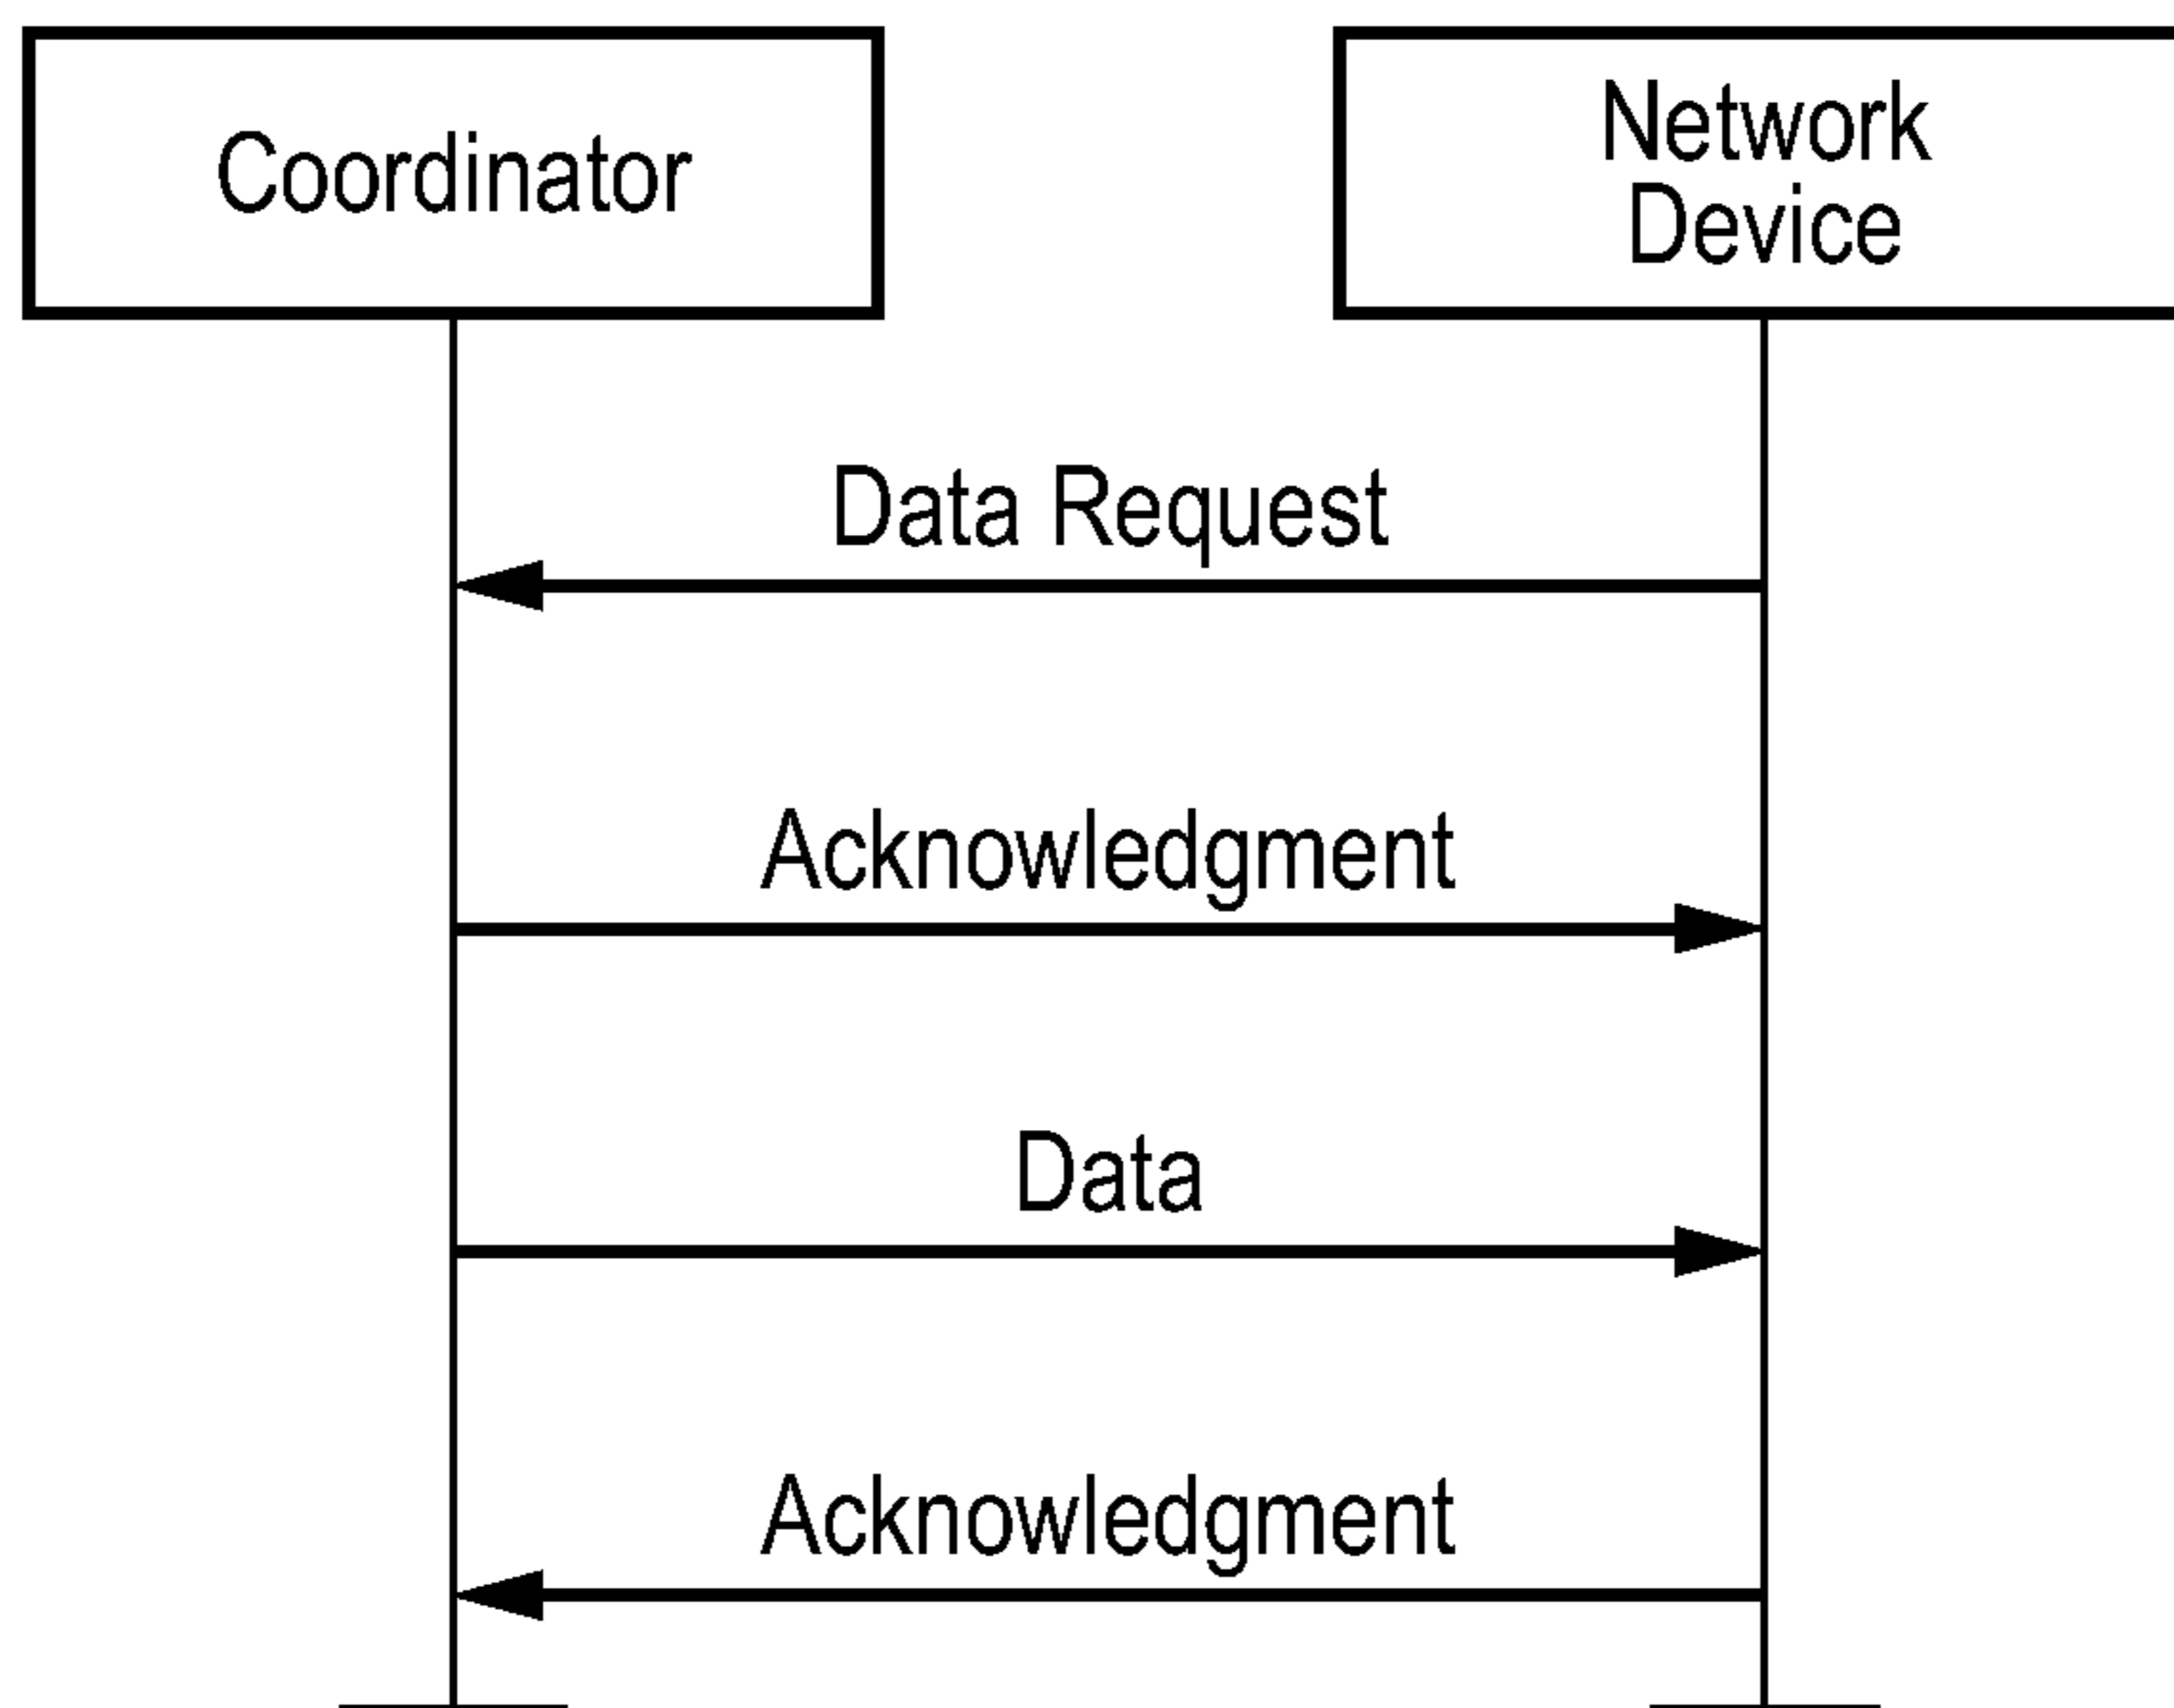 Coordinator
Network
Device
Data Request
Acknowledgment
Data
Acknowledgment